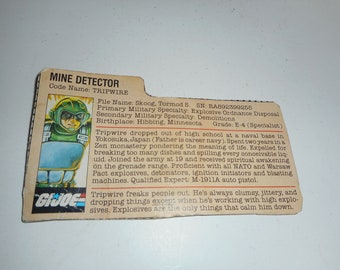 MINE DETECTOR
Code Name: TRIPWIRE
File Name: Skoog, Tormod S. SN: RA892399256
Primary Military Specialty: Explosive Ordnance Disposal
Secondary Military Specialty: Demolitions
Birthplace: Hibbing, Minnesota. Grade: E-4 (Specialist)
Tripwire dropped out of high school at a naval base in
Yokosuka, Japan (Father is career navy). Spent two years in a
Zen monastery pondering the meaning of life. Expelled for
breaking too many dishes and spilling every conceivable liq-
uid. Joined the army at 19 and received spiritual awakening
on the grenade range. Proficient with all NATO and Warsaw
Pact explosives, detonators, ignition initiators and blasting
machines. Qualified Expert: M-1911A auto pistol.
Tripwire freaks people out. He's always clumsy, jittery, and
dropping things except when he's working with high explo-
sives. Explosives are the only things that calm him down.
GI JOE